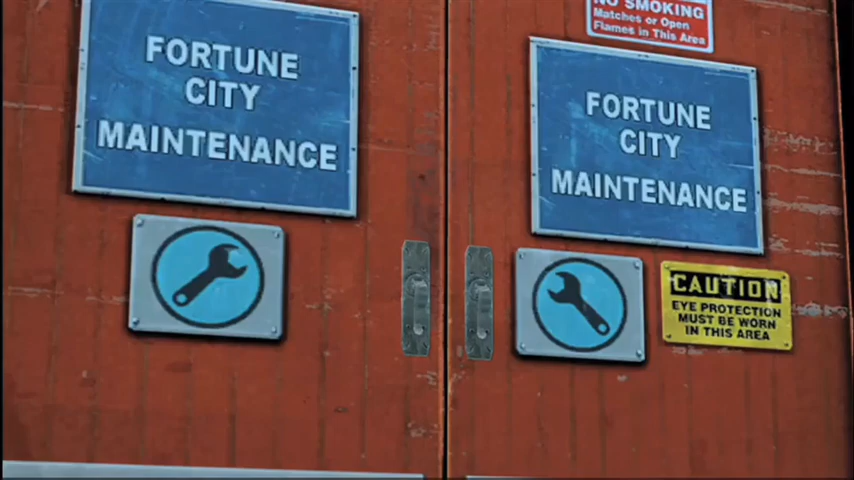 FORTUNE
CITY
MAINTENANCE
NO SMOKING
Matches or Open
Flames in This Area
FORTUNE
CITY
MAINTENANCE
CAUTION
EYE PROTECTION
MUST BE WORN
IN THIS AREA